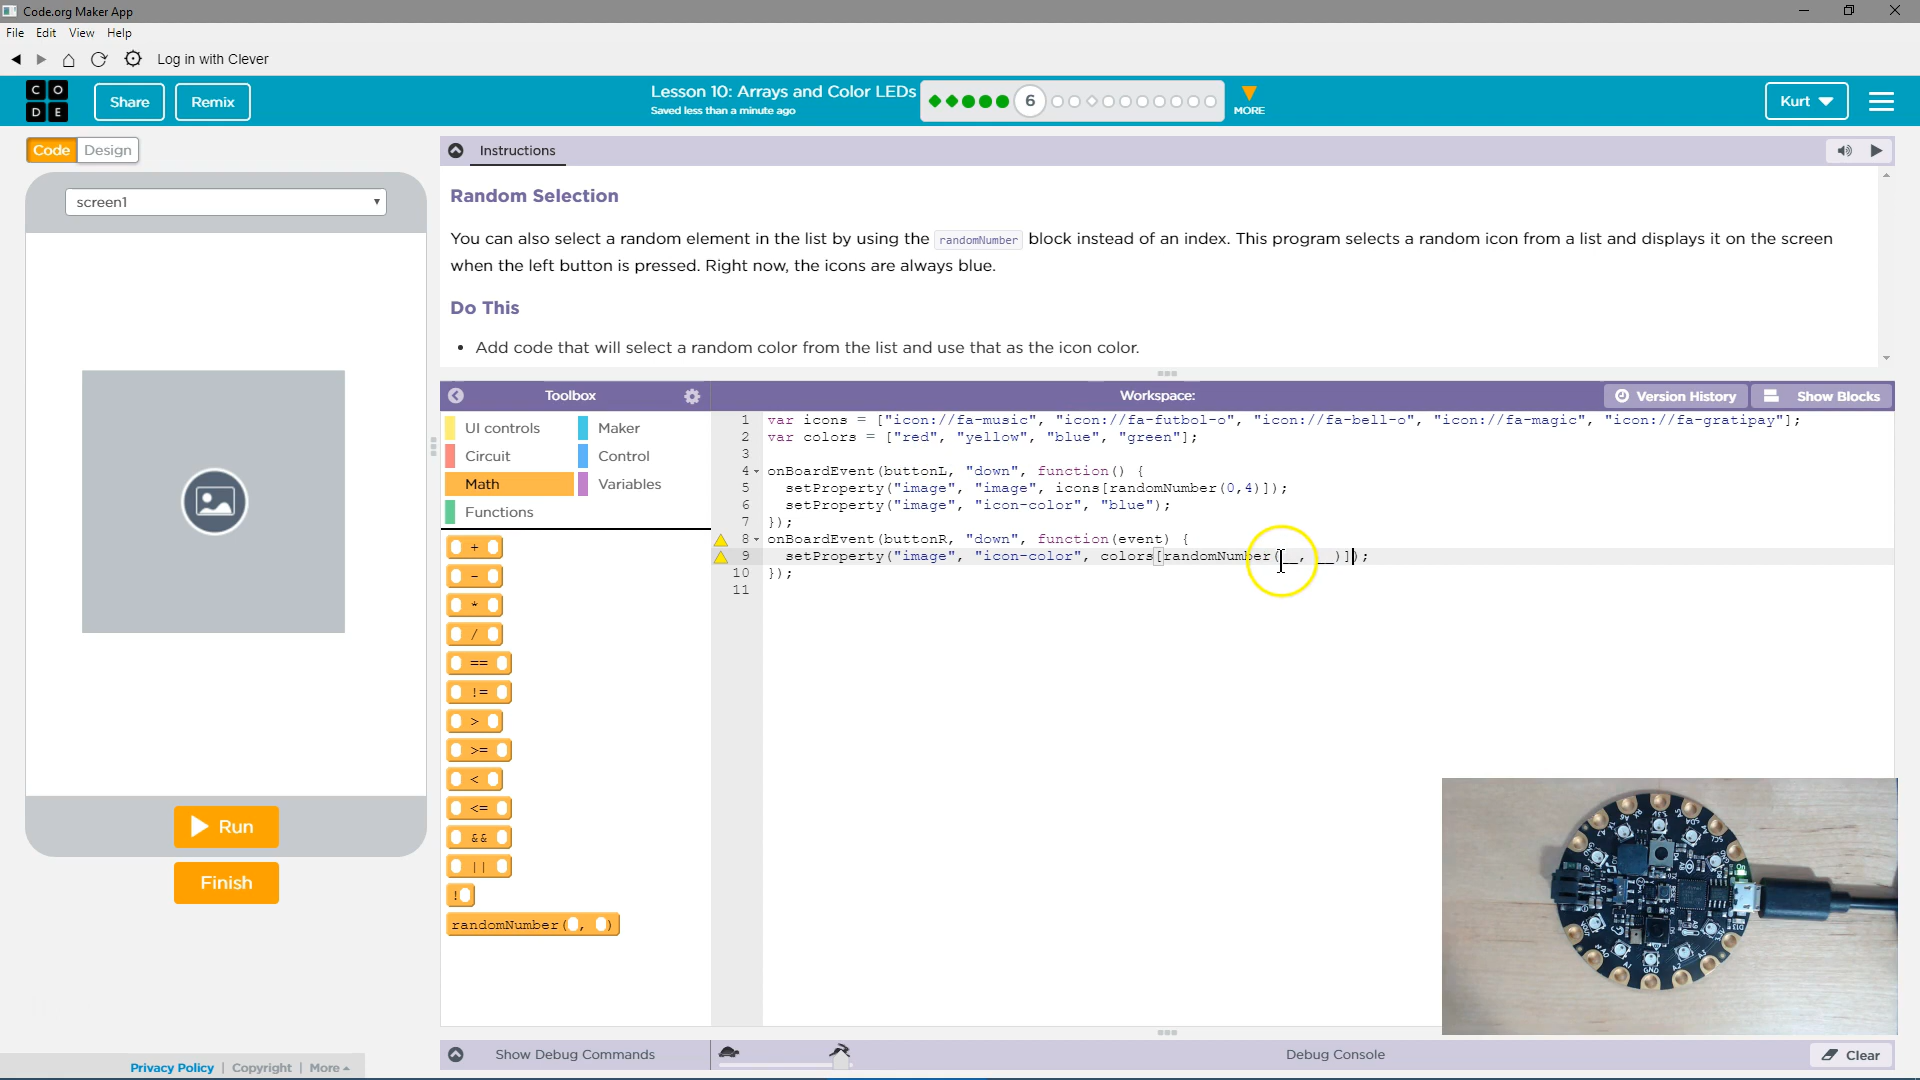 Code.org Maker App
File Edit View Help
Log in with Clever
C O D E
Share
Remix
Lesson 10: Arrays and Color LEDs
Saved less than a minute ago
6
MORE
Kurt
Code Design
Instructions
screen1
Random Selection
You can also select a random element in the list by using the randomNumber block instead of an index. This program selects a random icon from a list and displays it on the screen
when the left button is pressed. Right now, the icons are always blue.
Do This
• Add code that will select a random color from the list and use that as the icon color.
Toolbox
Workspace:
Version History
Show Blocks
UI controls
Maker
Circuit
Control
Math
Variables
Functions
+
-
*
/
==
!=
>
>=
<
<=
&&
||
!
randomNumber( , )
1 var icons = ["icon://fa-music", "icon://fa-futbol-o", "icon://fa-bell-o", "icon://fa-magic", "icon://fa-gratipay"];
2 var colors = ["red", "yellow", "blue", "green"];
3
4 onBoardEvent(buttonL, "down", function() {
5 setProperty("image", "image", icons[randomNumber(0,4)]);
6 setProperty("image", "icon-color", "blue");
7 });
8 onBoardEvent(buttonR, "down", function(event) {
9 setProperty("image", "icon-color", colors[randomNumber(__, __)]);
10 });
11
Run
Finish
Show Debug Commands
Debug Console
Clear
Privacy Policy | Copyright | More